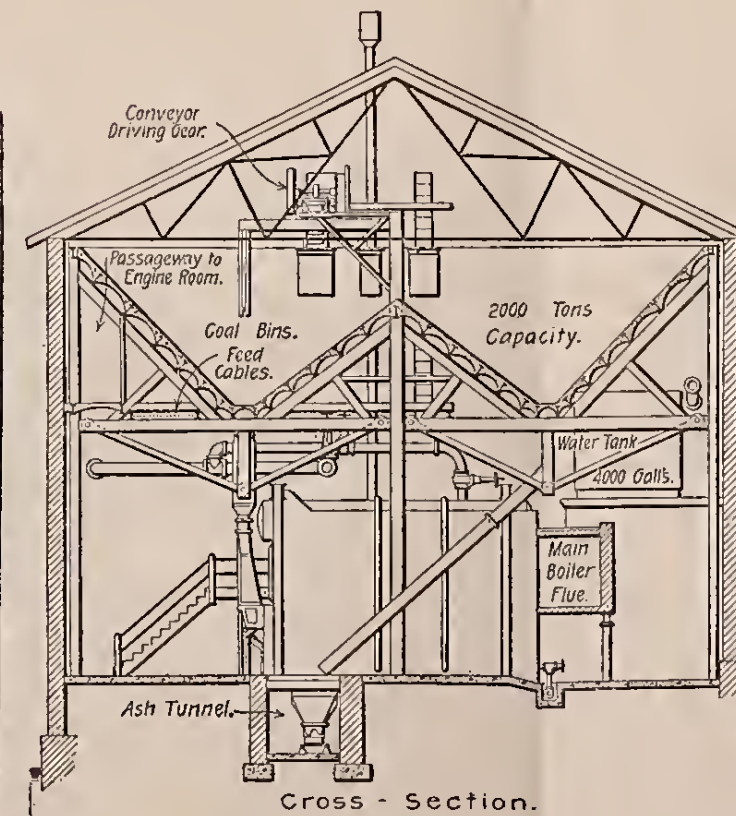 Conveyor
Driving Gear.
Passageway to
Engine Room.
Coal Bins.
Feed
Cables.
2000 Tons
Capacity.
Water Tank
4000 Gall's.
Main
Boiler
Flue.
Ash Tunnel.
Cross - Section.